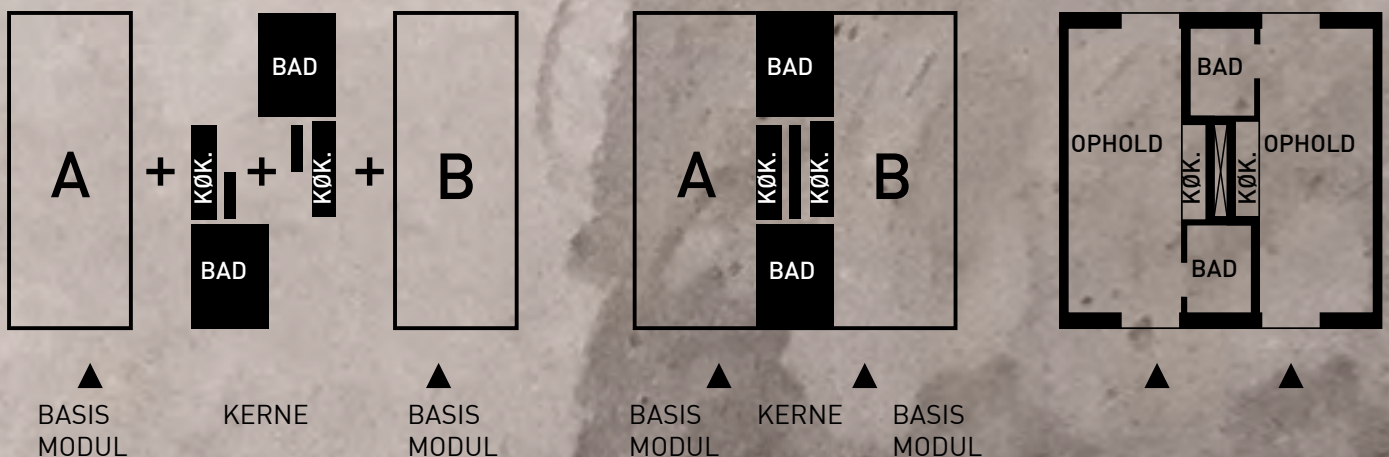 A
+
KØK.
BAD
+
BAD
KØK.
+
B
BASIS
MODUL
KERNE
BASIS
MODUL
A
BAD
KØK.
KØK.
BAD
B
BASIS
MODUL
KERNE
BASIS
MODUL
BAD
OPHOLD
KØK.
KØK.
OPHOLD
BAD